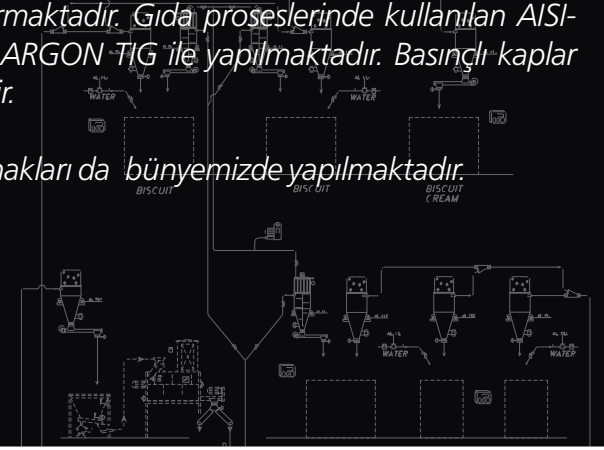 rmaktadır. Gıda proseslerinde kullanılan AISI-
ARGON TIG ile yapılmaktadır. Basınçlı kaplar
ir.
WATER
WATER
nakları da bünyemizde yapılmaktadır.
BISCUIT
BISCUIT
BISCUIT
CREAM
WATER
WATER